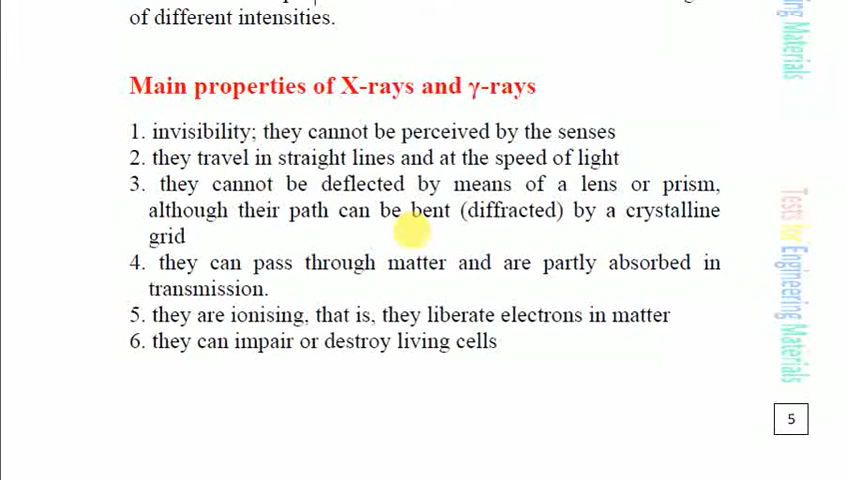 of different intensities.
Main properties of X-rays and γ-rays
1. invisibility; they cannot be perceived by the senses
2. they travel in straight lines and at the speed of light
3. they cannot be deflected by means of a lens or prism,
although their path can be bent (diffracted) by a crystalline
grid
4. they can pass through matter and are partly absorbed in
transmission.
5. they are ionising, that is, they liberate electrons in matter
6. they can impair or destroy living cells
ing Materials
Tests for Engineering Materials
5